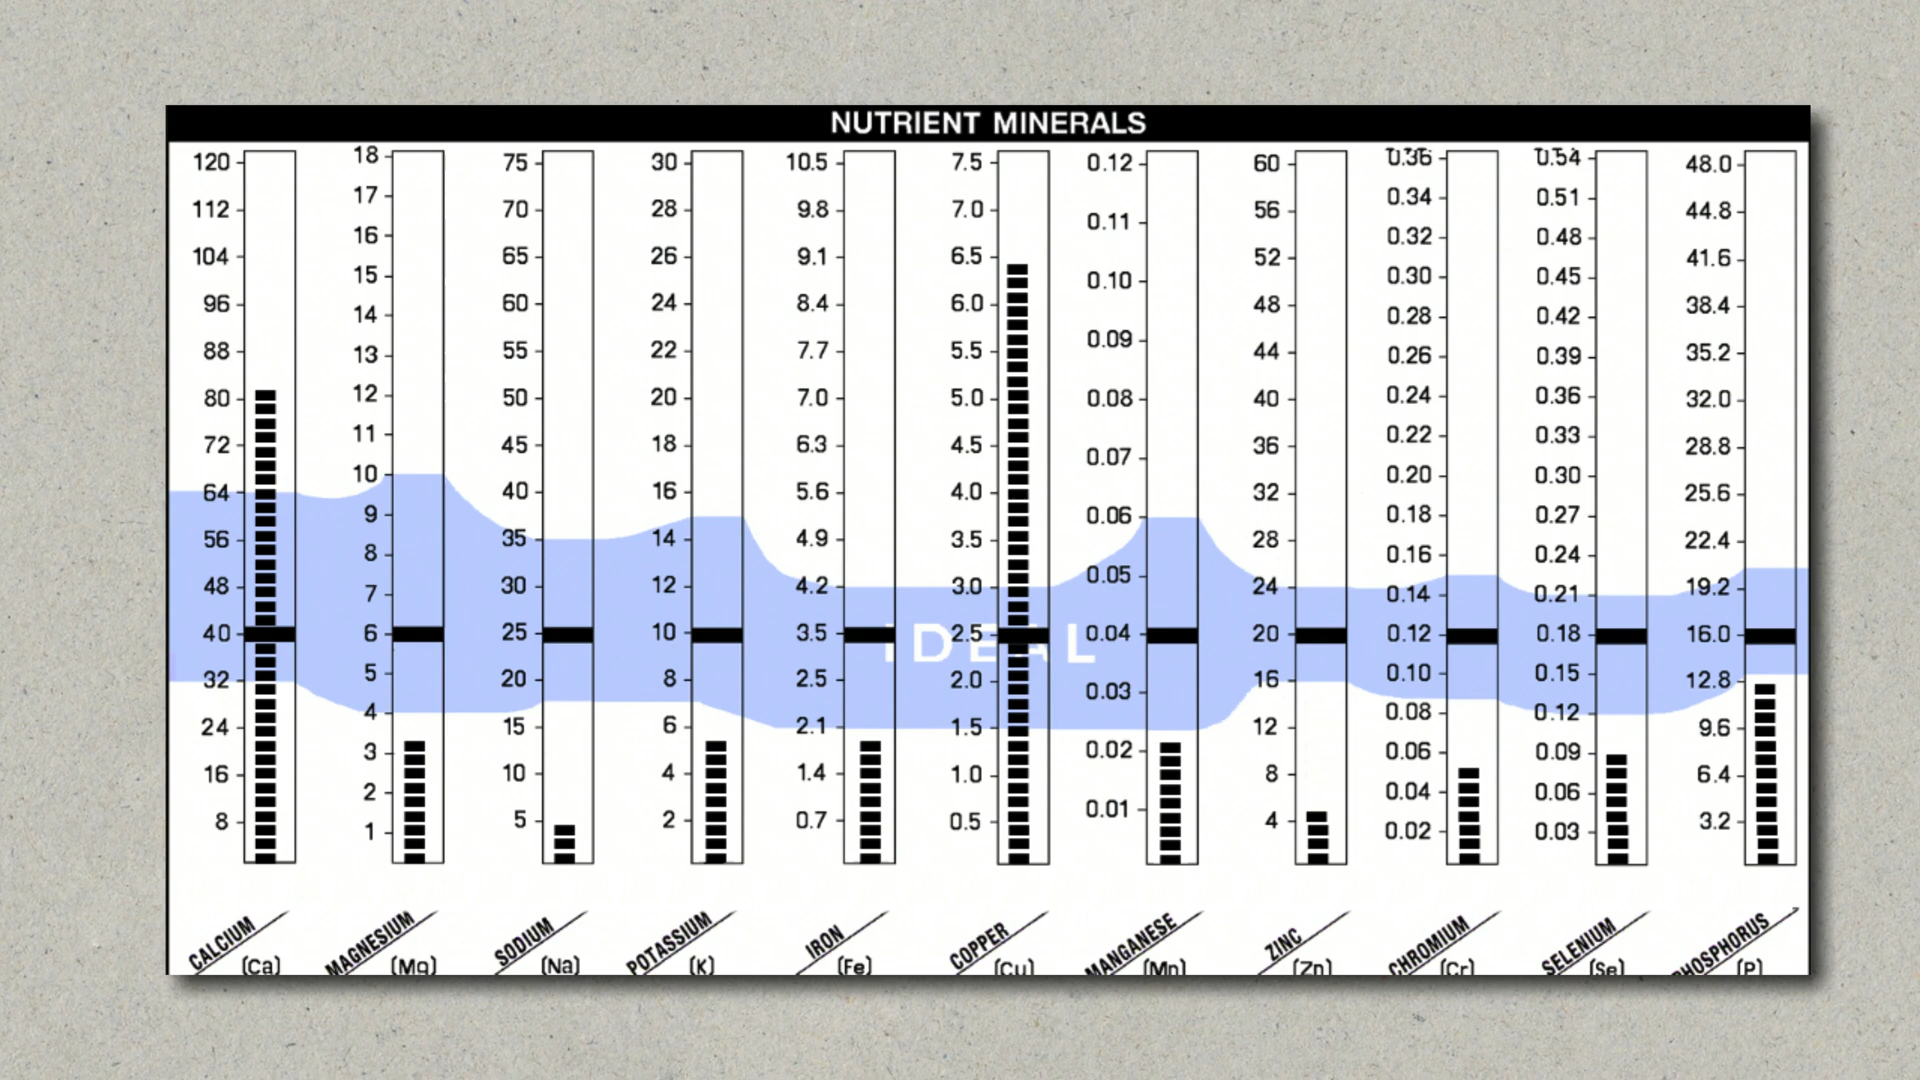 NUTRIENT MINERALS
120 18 75 30 10.5 7.5 0.12 60 0.36 0.54 48.0
112 17 70 28 9.8 7.0 0.11 56 0.34 0.51 44.8
104 16 65 26 9.1 6.5 0.10 52 0.32 0.48 41.6
96 15 60 24 8.4 6.0 0.09 48 0.30 0.45 38.4
88 14 55 22 7.7 5.5 0.08 44 0.28 0.42 35.2
80 13 50 20 7.0 5.0 0.07 40 0.26 0.39 32.0
72 12 45 18 6.3 4.5 0.06 36 0.24 0.36 28.8
64 11 40 16 5.6 4.0 0.05 32 0.22 0.33 25.6
56 10 35 14 4.9 3.5 0.04 28 0.20 0.30 22.4
48 9 30 12 4.2 3.0 0.03 24 0.18 0.27 19.2
40 8 25 10 3.5 2.5 0.02 20 0.16 0.24 16.0
32 7 20 8 2.5 2.0 0.01 16 0.14 0.21 12.8
24 6 15 6 2.1 1.5 12 0.12 0.18 9.6
16 5 10 4 1.4 1.0 8 0.10 0.15 6.4
8 4 5 2 0.7 0.5 4 0.08 0.12 3.2
3 0.06 0.09
2 0.04 0.06
1 0.02 0.03
IDEAL
CALCIUM MAGNESIUM SODIUM POTASSIUM IRON COPPER MANGANESE ZINC CHROMIUM SELENIUM PHOSPHORUS
(Ca) (Mg) (Na) (K) (Fe) (Cu) (Mn) (Zn) (Cr) (Se) (P)